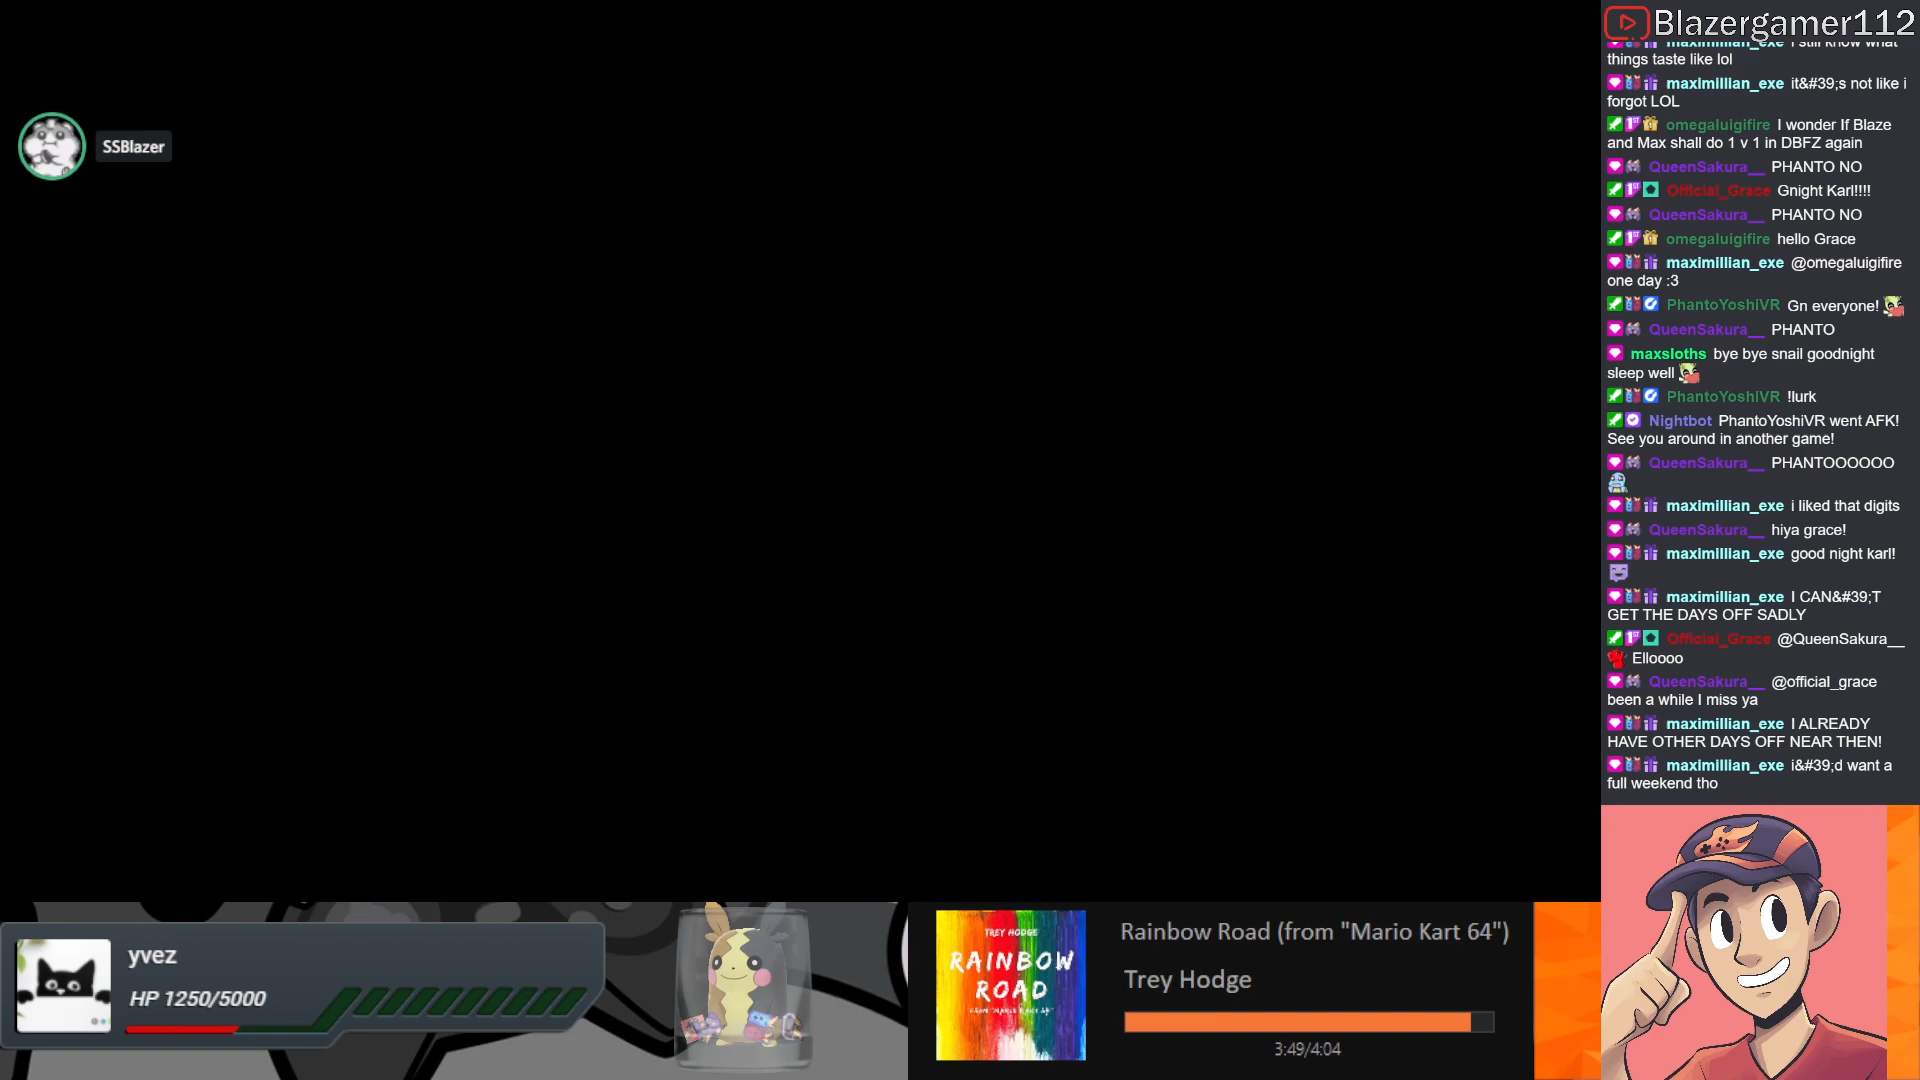 Blazergamer112
maximillian_exe I still know what
things taste like lol
maximillian_exe it&#39;s not like i
forgot LOL
omegaluigifire I wonder If Blaze
and Max shall do 1 v 1 in DBFZ again
QueenSakura__ PHANTO NO
Official_Grace Gnight Karl!!!!
QueenSakura__ PHANTO NO
omegaluigifire hello Grace
maximillian_exe @omegaluigifire
one day :3
PhantoYoshiVR Gn everyone!
QueenSakura__ PHANTO
maxsloths bye bye snail goodnight
sleep well
PhantoYoshiVR !lurk
Nightbot PhantoYoshiVR went AFK!
See you around in another game!
QueenSakura__ PHANTOOOOOO
maximillian_exe i liked that digits
QueenSakura__ hiya grace!
maximillian_exe good night karl!
maximillian_exe I CAN&#39;T
GET THE DAYS OFF SADLY
Official_Grace @QueenSakura__
Elloooo
QueenSakura__ @official_grace
been a while I miss ya
maximillian_exe I ALREADY
HAVE OTHER DAYS OFF NEAR THEN!
maximillian_exe i&#39;d want a
full weekend tho
SSBlazer
yvez
HP 1250/5000
TREY HODGE
RAINBOW
ROAD
Rainbow Road (from "Mario Kart 64")
Trey Hodge
3:49/4:04